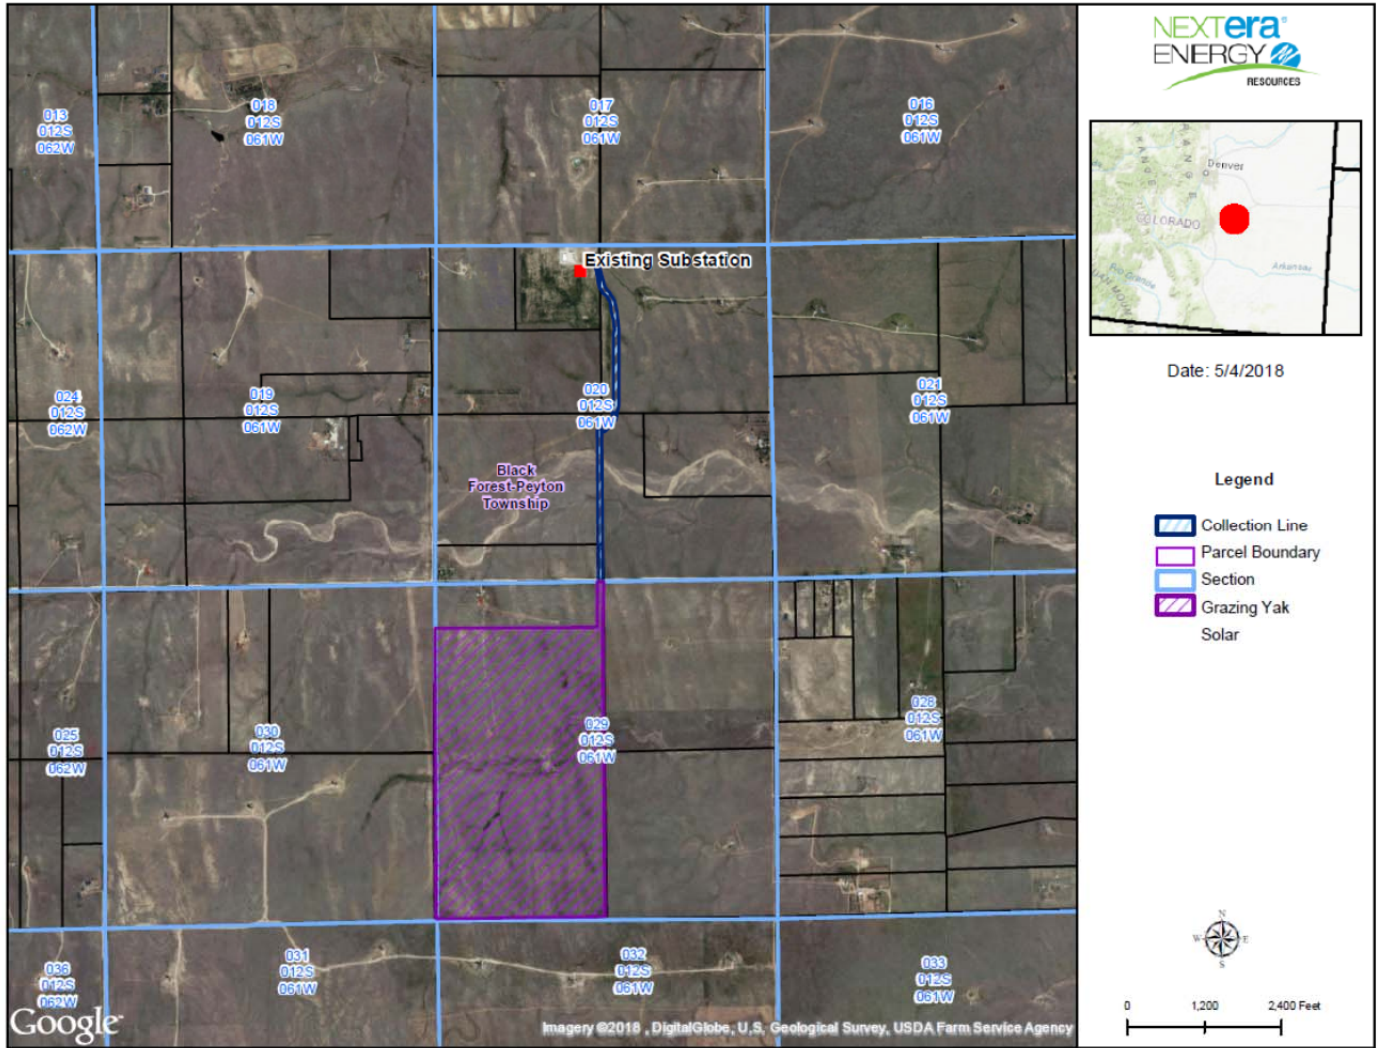 NEXTera®
ENERGY
RESOURCES
013
012S
062W
018
012S
061W
017
012S
061W
016
012S
061W
Denver
COLORADO
Arkansas
Rio Grande
Existing Substation
Date: 5/4/2018
024
012S
062W
019
012S
061W
020
012S
061W
021
012S
061W
Black
Forest-Peyton
Township
Legend
Collection Line
Parcel Boundary
Section
Grazing Yak
Solar
025
012S
062W
030
012S
061W
029
012S
061W
028
012S
061W
036
012S
062W
031
012S
061W
032
012S
061W
033
012S
061W
N
W E
S
0 1,200 2,400 Feet
Google
Imagery ©2018 , DigitalGlobe, U.S. Geological Survey, USDA Farm Service Agency